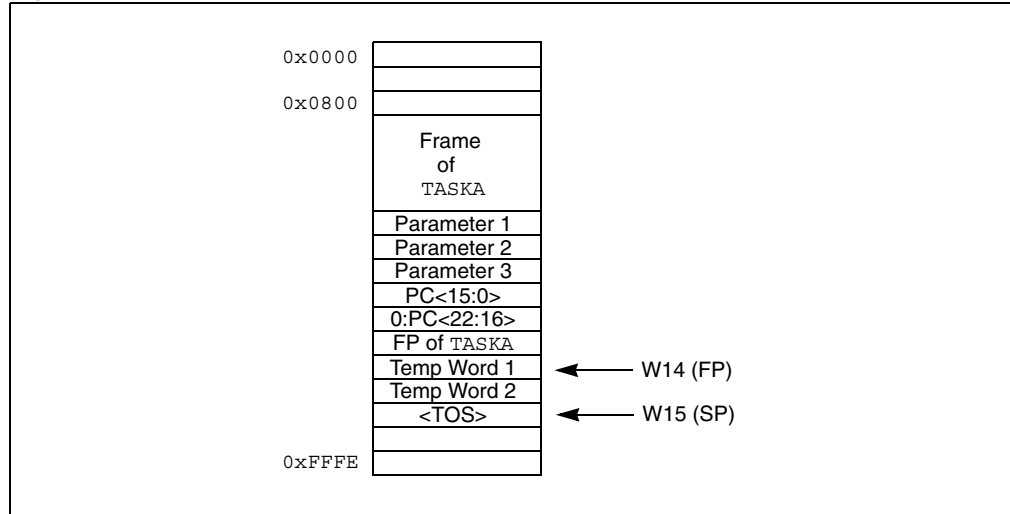 0x0000
0x0800
Frame
of
TASKA
Parameter 1
Parameter 2
Parameter 3
PC<15:0>
0:PC<22:16>
FP of TASKA
Temp Word 1
W14 (FP)
Temp Word 2
<TOS>
W15 (SP)
0xFFFE